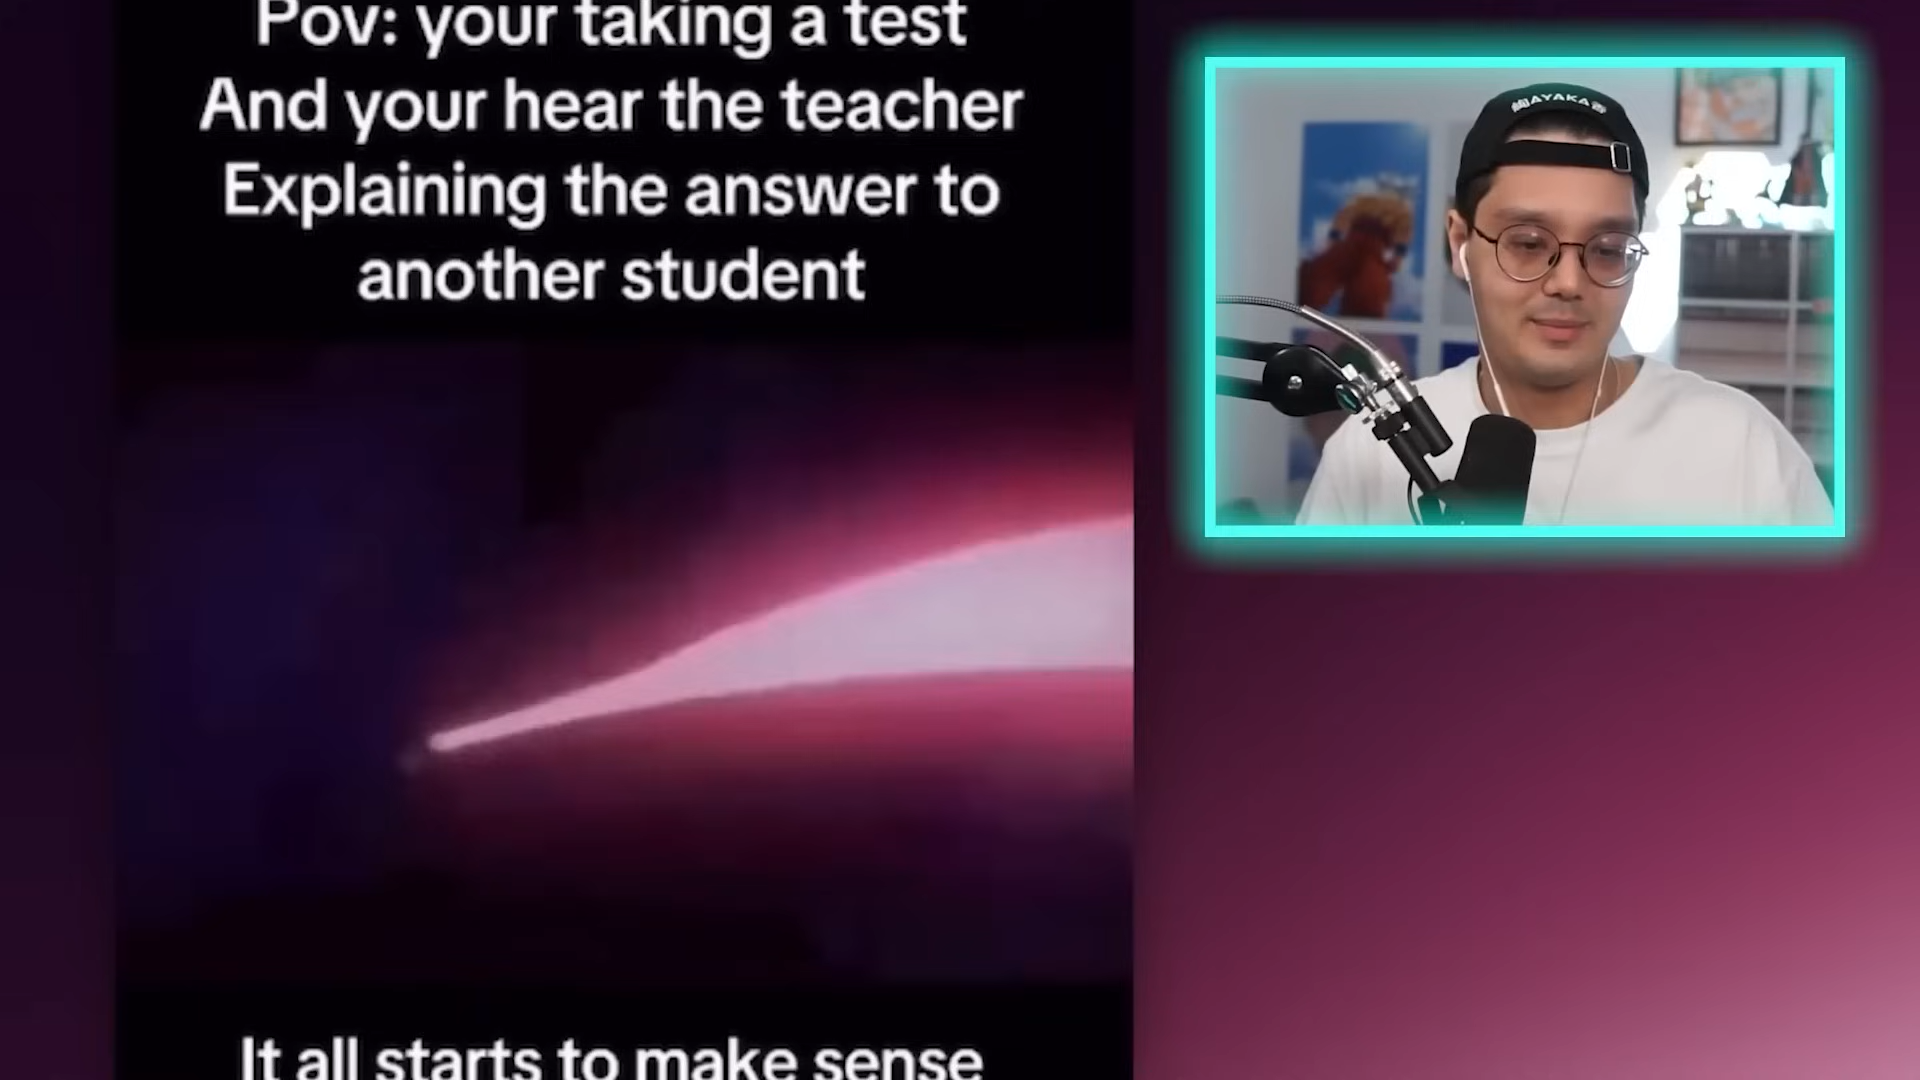 Pov: your taking a test
And your hear the teacher
Explaining the answer to
another student
AYAKA
It all starts to make sense